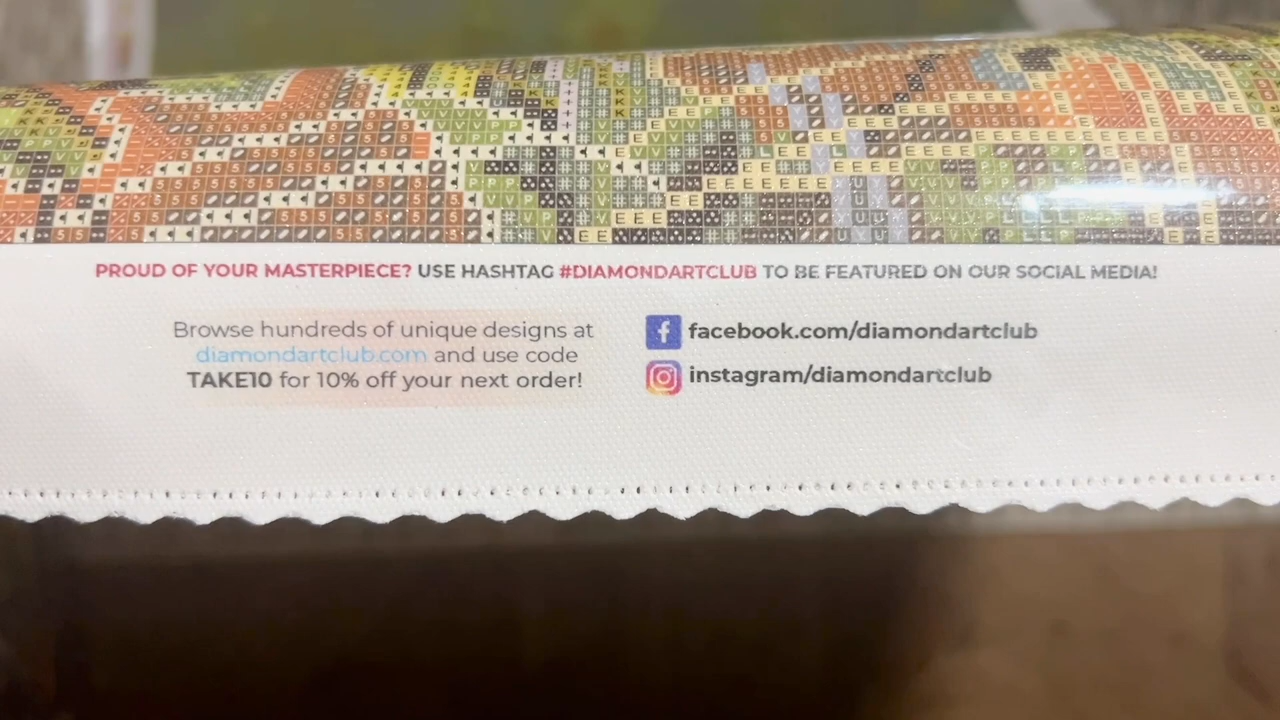 PROUD OF YOUR MASTERPIECE? USE HASHTAG #DIAMONDARTCLUB TO BE FEATURED ON OUR SOCIAL MEDIA!
Browse hundreds of unique designs at
diamondartclub.com and use code
TAKE10 for 10% off your next order!
facebook.com/diamondartclub
instagram/diamondartclub